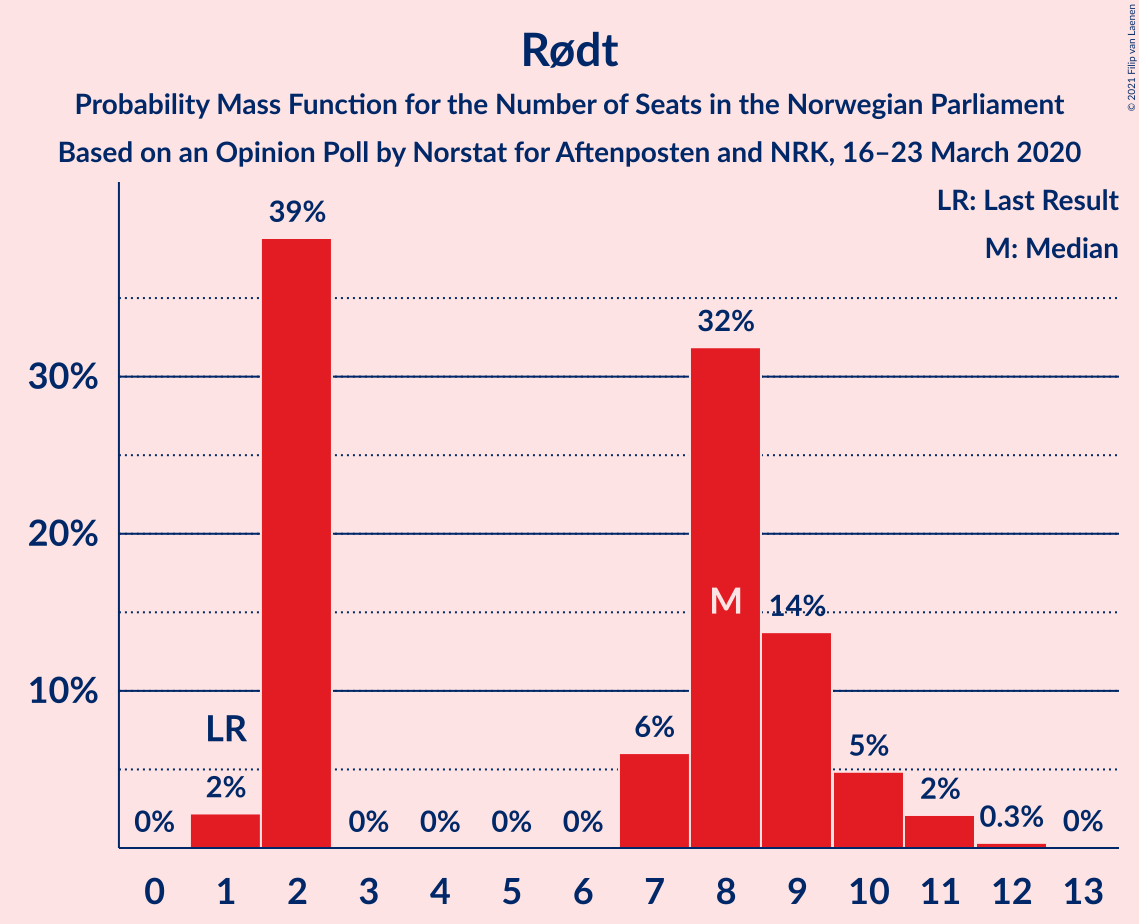 Rødt
Probability Mass Function for the Number of Seats in the Norwegian Parliament
Based on an Opinion Poll by Norstat for Aftenposten and NRK, 16–23 March 2020
© 2021 Filip van Laenen
LR: Last Result
M: Median
39%
32%
30%
20%
M
14%
10%
LR
6%
5%
2%
2%
0%
0%
0%
0%
0%
0.3%
0%
0 1 2 3 4 5 6 7 8 9 10 11 12 13